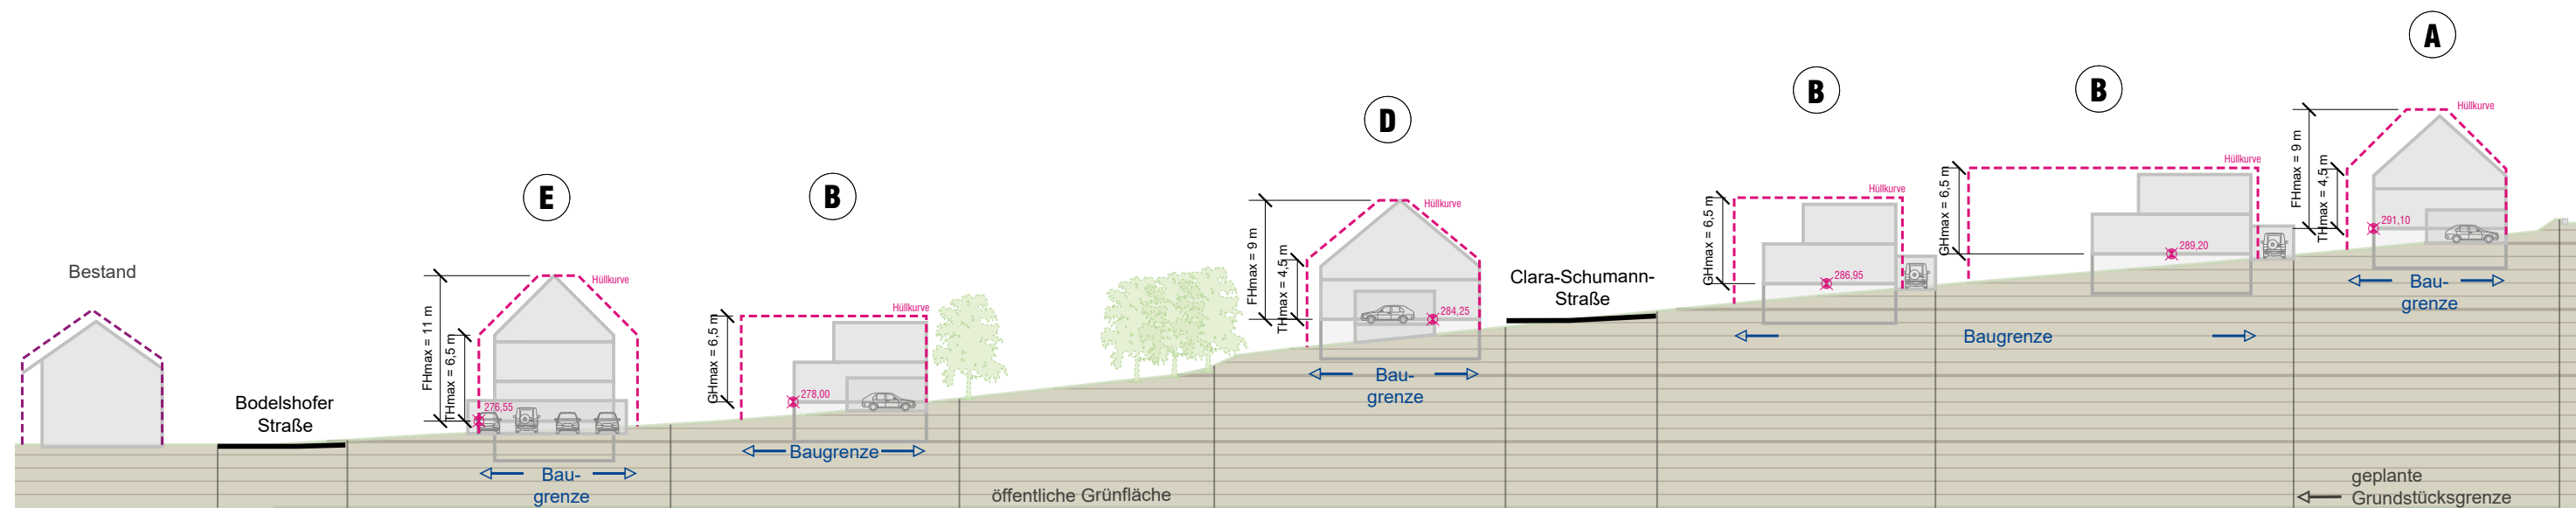 Bestand
Bodelshofer
Straße
E
FHmax = 11 m
THmax = 6,5 m
Hüllkurve
276,55
Bau-
grenze
B
GHmax = 6,5 m
Hüllkurve
278,00
Baugrenze
öffentliche Grünfläche
D
FHmax = 9 m
THmax = 4,5 m
Hüllkurve
284,25
Bau-
grenze
Clara-Schumann-
Straße
B
GHmax = 6,5 m
Hüllkurve
286,95
Baugrenze
B
GHmax = 6,5 m
Hüllkurve
289,20
A
FHmax = 9 m
THmax = 4,5 m
Hüllkurve
291,10
Bau-
grenze
geplante
Grundstücksgrenze